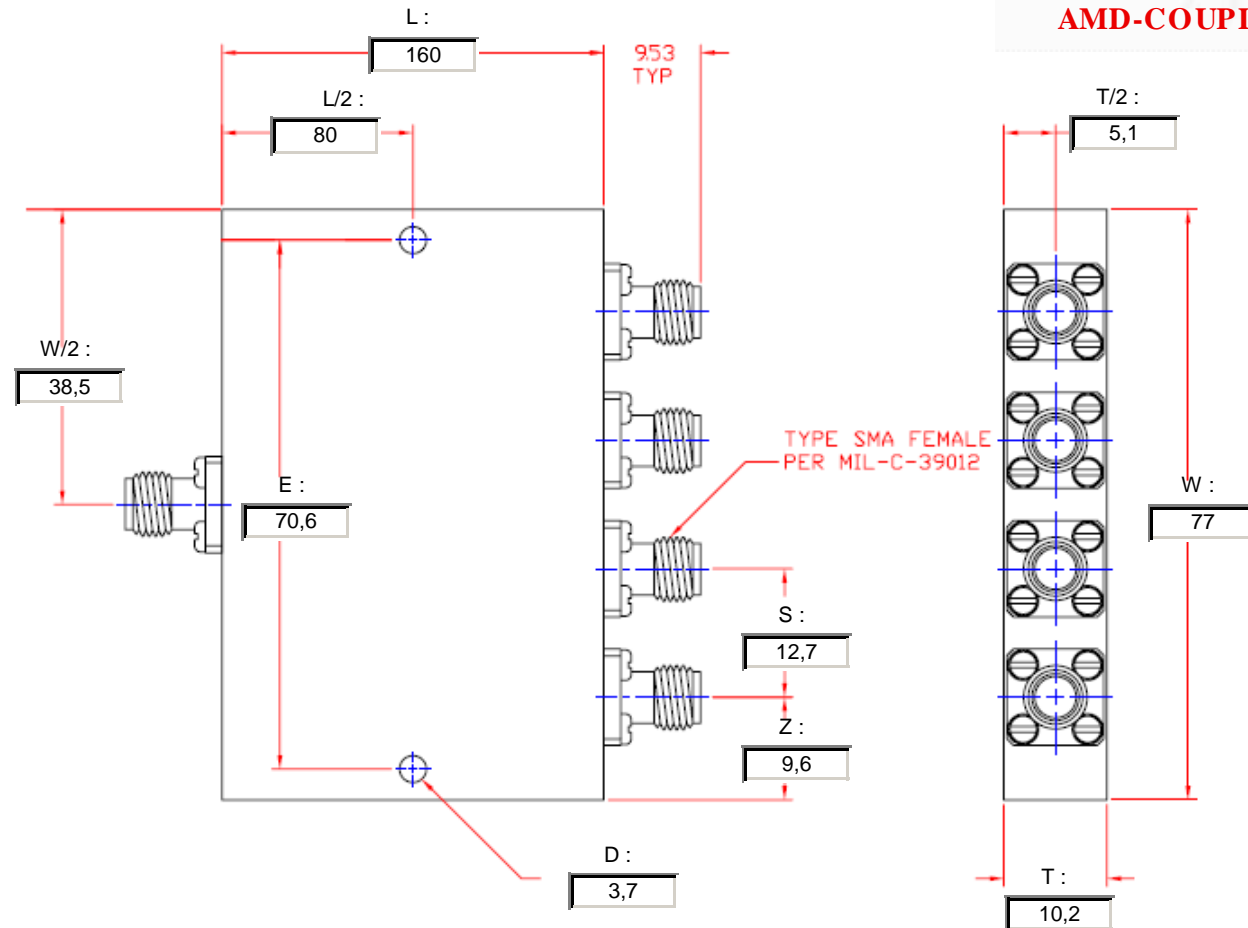 AMD-COUPL
L :
160
9.53
TYP
L/2 :
80
T/2 :
5,1
W/2 :
38,5
TYPE SMA FEMALE
PER MIL-C-39012
E :
70,6
W :
77
S :
12,7
Z :
9,6
D :
3,7
T :
10,2